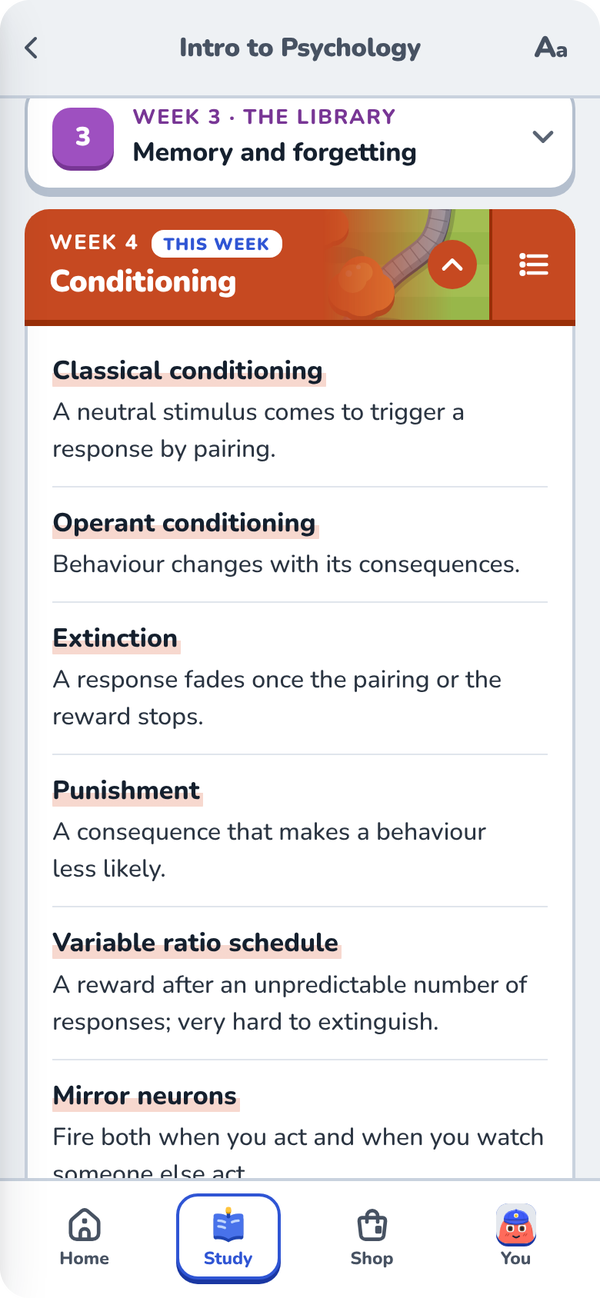 Intro to Psychology
Aa
3
WEEK 3 · THE LIBRARY
Memory and forgetting
WEEK 4
THIS WEEK
Conditioning
Classical conditioning
A neutral stimulus comes to trigger a
response by pairing.
Operant conditioning
Behaviour changes with its consequences.
Extinction
A response fades once the pairing or the
reward stops.
Punishment
A consequence that makes a behaviour
less likely.
Variable ratio schedule
A reward after an unpredictable number of
responses; very hard to extinguish.
Mirror neurons
Fire both when you act and when you watch
someone else act
Home
Study
Shop
You